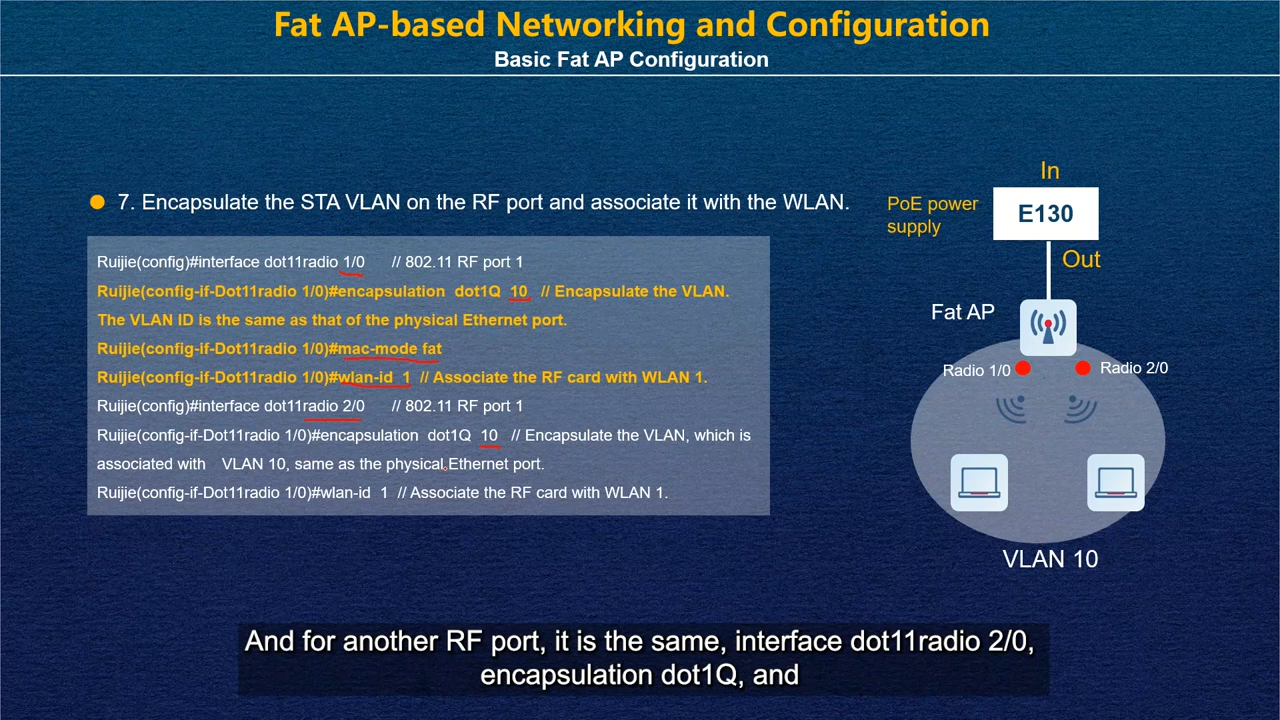 Fat AP-based Networking and Configuration
Basic Fat AP Configuration
7. Encapsulate the STA VLAN on the RF port and associate it with the WLAN.
Ruijie(config)#interface dot11radio 1/0 // 802.11 RF port 1
Ruijie(config-if-Dot11radio 1/0)#encapsulation dot1Q 10 // Encapsulate the VLAN.
The VLAN ID is the same as that of the physical Ethernet port.
Ruijie(config-if-Dot11radio 1/0)#mac-mode fat
Ruijie(config-if-Dot11radio 1/0)#wlan-id 1 // Associate the RF card with WLAN 1.
Ruijie(config)#interface dot11radio 2/0 // 802.11 RF port 1
Ruijie(config-if-Dot11radio 1/0)#encapsulation dot1Q 10 // Encapsulate the VLAN, which is
associated with VLAN 10, same as the physical Ethernet port.
Ruijie(config-if-Dot11radio 1/0)#wlan-id 1 // Associate the RF card with WLAN 1.
In
PoE power
supply
E130
Out
Fat AP
Radio 1/0
Radio 2/0
VLAN 10
And for another RF port, it is the same, interface dot11radio 2/0,
encapsulation dot1Q, and